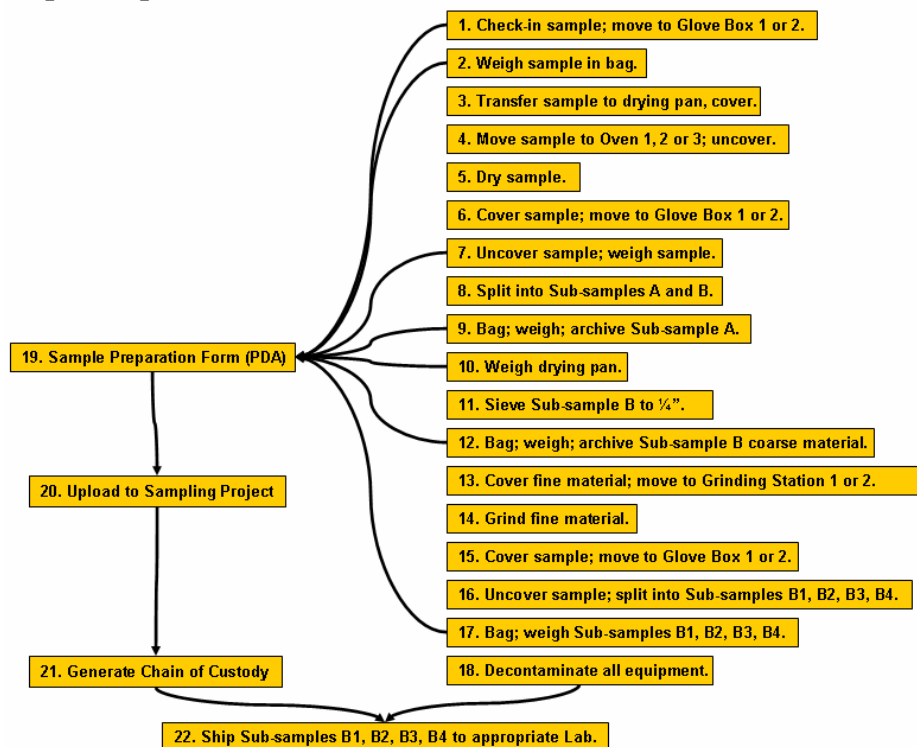 1. Check-in sample; move to Glove Box 1 or 2.
2. Weigh sample in bag.
3. Transfer sample to drying pan, cover.
4. Move sample to Oven 1, 2 or 3; uncover.
5. Dry sample.
6. Cover sample; move to Glove Box 1 or 2.
7. Uncover sample; weigh sample.
8. Split into Sub-samples A and B.
9. Bag; weigh; archive Sub-sample A.
19. Sample Preparation Form (PDA)
10. Weigh drying pan.
11. Sieve Sub-sample B to ¼”.
12. Bag; weigh; archive Sub-sample B coarse material.
13. Cover fine material; move to Grinding Station 1 or 2.
20. Upload to Sampling Project
14. Grind fine material.
15. Cover sample; move to Glove Box 1 or 2.
16. Uncover sample; split into Sub-samples B1, B2, B3, B4.
17. Bag; weigh Sub-samples B1, B2, B3, B4.
21. Generate Chain of Custody
18. Decontaminate all equipment.
22. Ship Sub-samples B1, B2, B3, B4 to appropriate Lab.